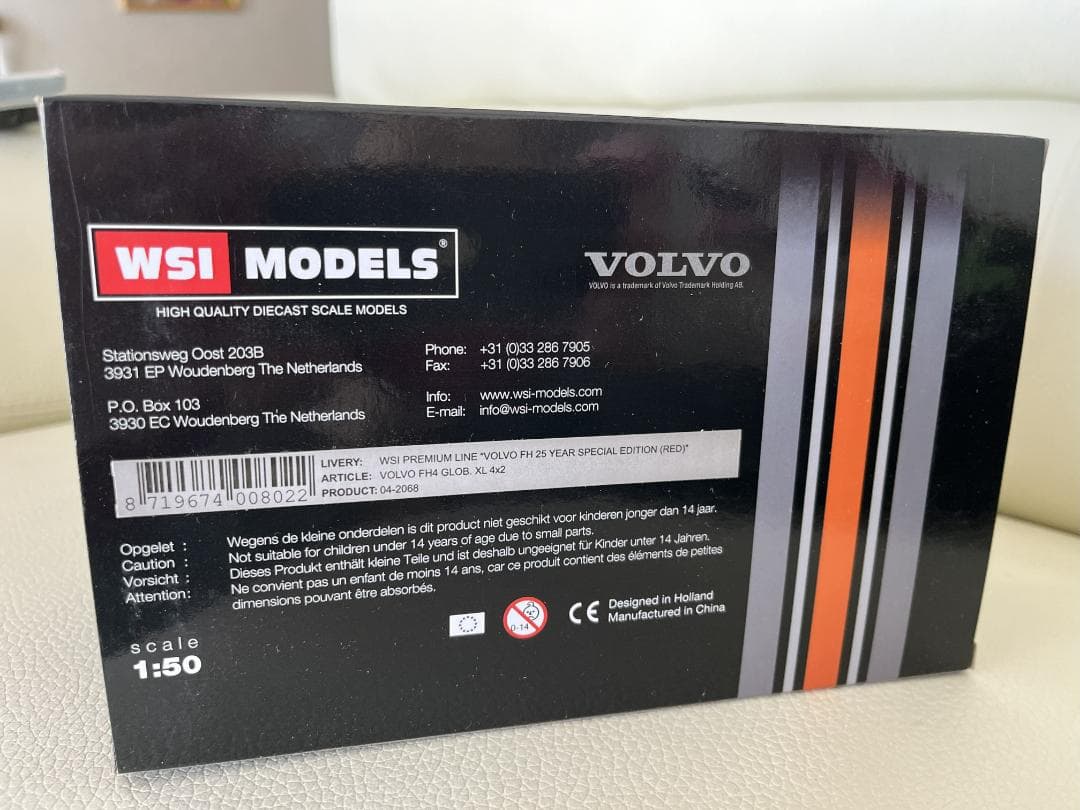 WSI MODELS®
HIGH QUALITY DIECAST SCALE MODELS
VOLVO
VOLVO is a trademark of Volvo Trademark Holding AB.
Stationsweg Oost 203B
3931 EP Woudenberg The Netherlands
P.O. Box 103
3930 EC Woudenberg The Netherlands
Phone: +31 (0)33 286 7905
Fax: +31 (0)33 286 7906
Info: www.wsi-models.com
E-mail: info@wsi-models.com
8 719674 008022
LIVERY: WSI PREMIUM LINE "VOLVO FH 25 YEAR SPECIAL EDITION (RED)"
ARTICLE: VOLVO FH4 GLOB. XL 4x2
PRODUCT: 04-2068
Opgelet : Wegens de kleine onderdelen is dit product niet geschikt voor kinderen jonger dan 14 jaar.
Caution : Not suitable for children under 14 years of age due to small parts.
Vorsicht : Dieses Produkt enthält kleine Teile und ist deshalb ungeeignet für Kinder unter 14 Jahren.
Attention: Ne convient pas un enfant de moins 14 ans, car ce produit contient des éléments de petites
dimensions pouvant être absorbés.
0-14
CE
Designed in Holland
Manufactured in China
scale
1:50